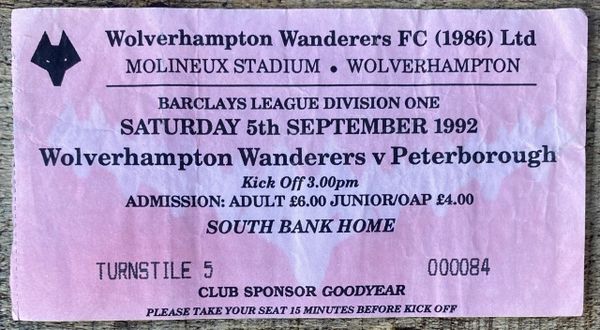 Wolverhampton Wanderers FC (1986) Ltd
MOLINEUX STADIUM • WOLVERHAMPTON
BARCLAYS LEAGUE DIVISION ONE
SATURDAY 5th SEPTEMBER 1992
Wolverhampton Wanderers v Peterborough
Kick Off 3.00pm
ADMISSION: ADULT £6.00 JUNIOR/OAP £4.00
SOUTH BANK HOME
TURNSTILE 5 000084
CLUB SPONSOR GOODYEAR
PLEASE TAKE YOUR SEAT 15 MINUTES BEFORE KICK OFF